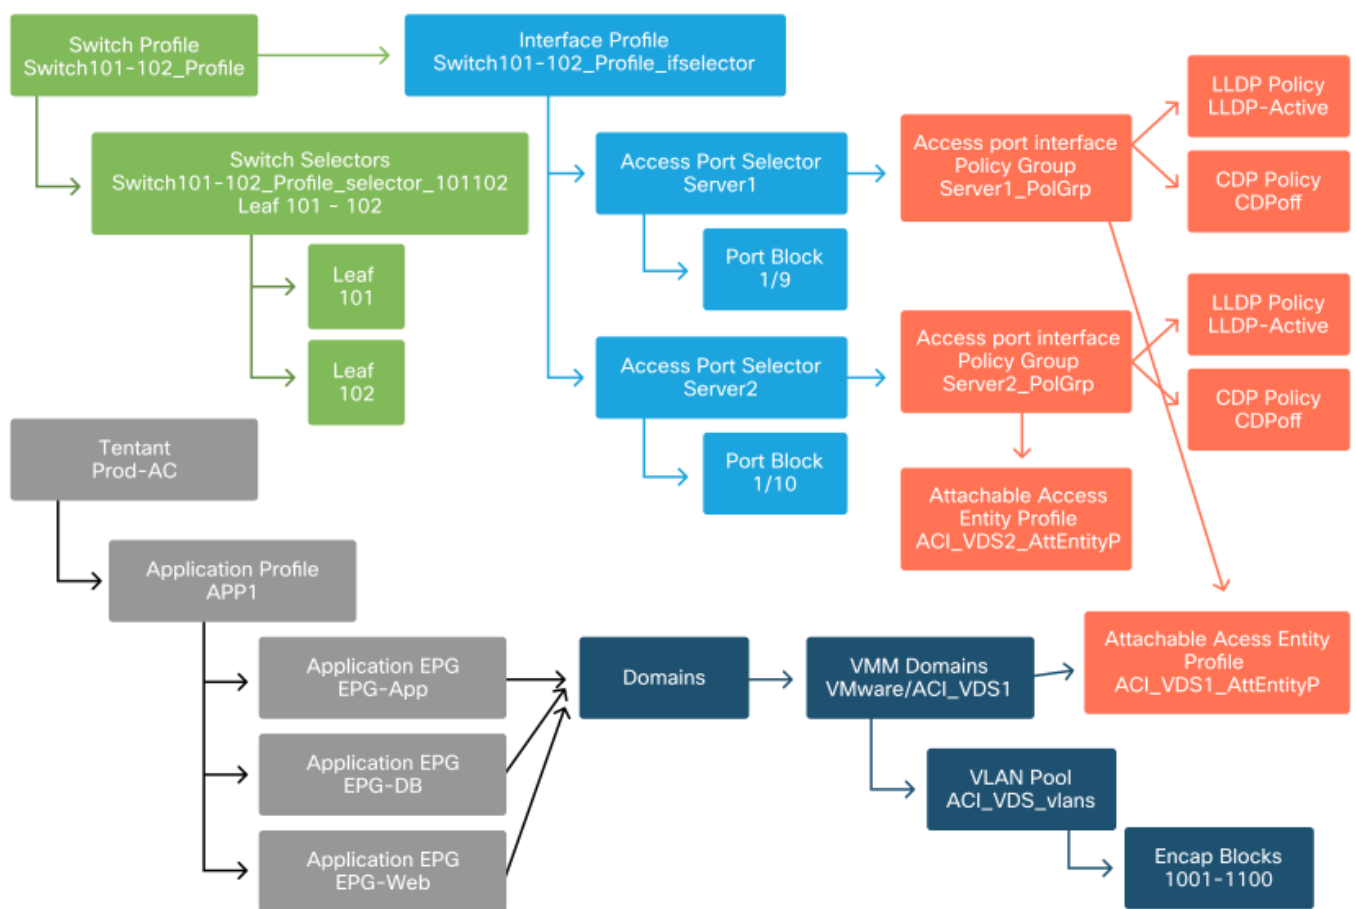 Switch Profile
Switch101-102_Profile
Interface Profile
Switch101-102_Profile_ifselector
LLDP Policy
LLDP-Active
Switch Selectors
Switch101-102_Profile_selector_101102
Leaf 101 - 102
Access Port Selector
Server1
Access port interface
Policy Group
Server1_PolGrp
CDP Policy
CDPoff
Leaf
101
Port Block
1/9
LLDP Policy
LLDP-Active
Leaf
102
Access Port Selector
Server2
Access port interface
Policy Group
Server2_PolGrp
CDP Policy
CDPoff
Tentant
Prod-AC
Port Block
1/10
Attachable Access
Entity Profile
ACI_VDS2_AttEntityP
Application Profile
APP1
Application EPG
EPG-App
Domains
VMM Domains
VMware/ACI_VDS1
Attachable Acess Entity
Profile
ACI_VDS1_AttEntityP
Application EPG
EPG-DB
VLAN Pool
ACI_VDS_vlans
Application EPG
EPG-Web
Encap Blocks
1001-1100